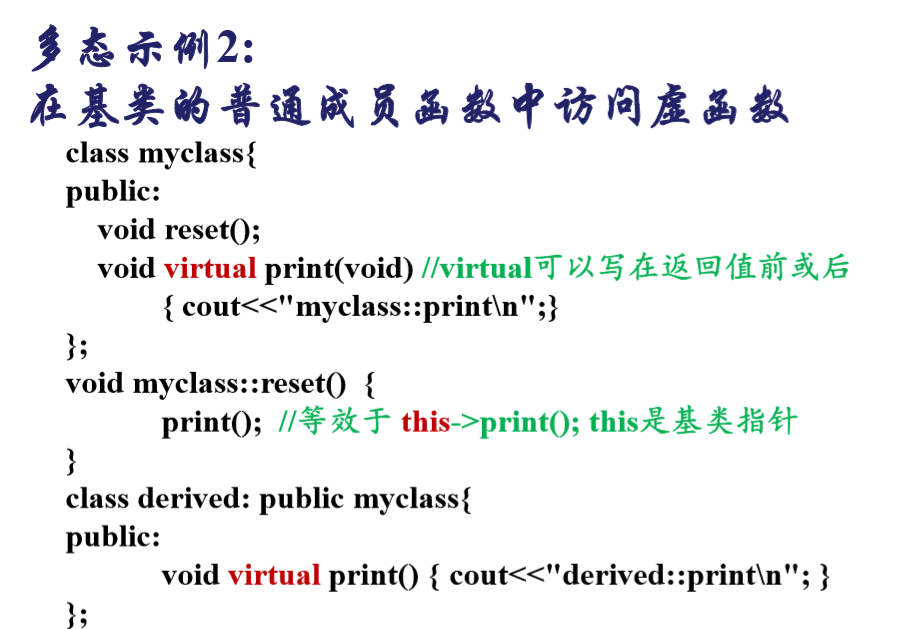 多态示例2:
在基类的普通成员函数中访问虚函数
class myclass{
public:
void reset();
void virtual print(void) //virtual可以写在返回值前或后
{ cout<<"myclass::print\n";}
};
void myclass::reset() {
print(); //等效于 this->print(); this是基类指针
}
class derived: public myclass{
public:
void virtual print() { cout<<"derived::print\n"; }
};